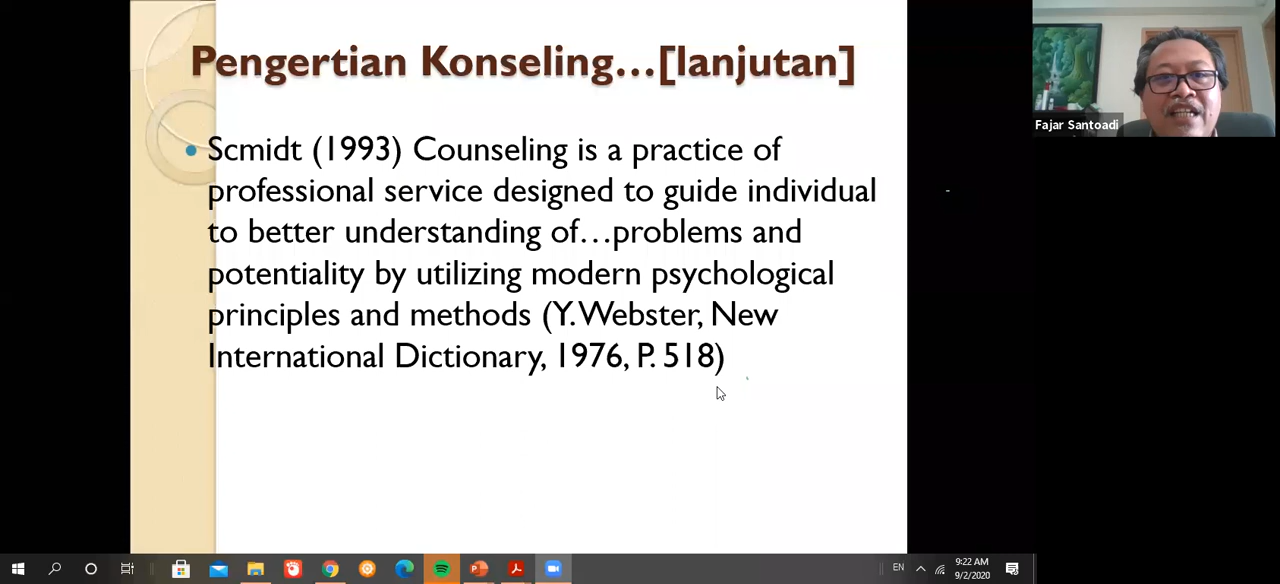 Pengertian Konseling...[lanjutan]
Scmidt (1993) Counseling is a practice of
professional service designed to guide individual
to better understanding of...problems and
potentiality by utilizing modern psychological
principles and methods (Y. Webster, New
International Dictionary, 1976, P. 518)
Fajar Santoadi
EN
9:22 AM
9/2/2020